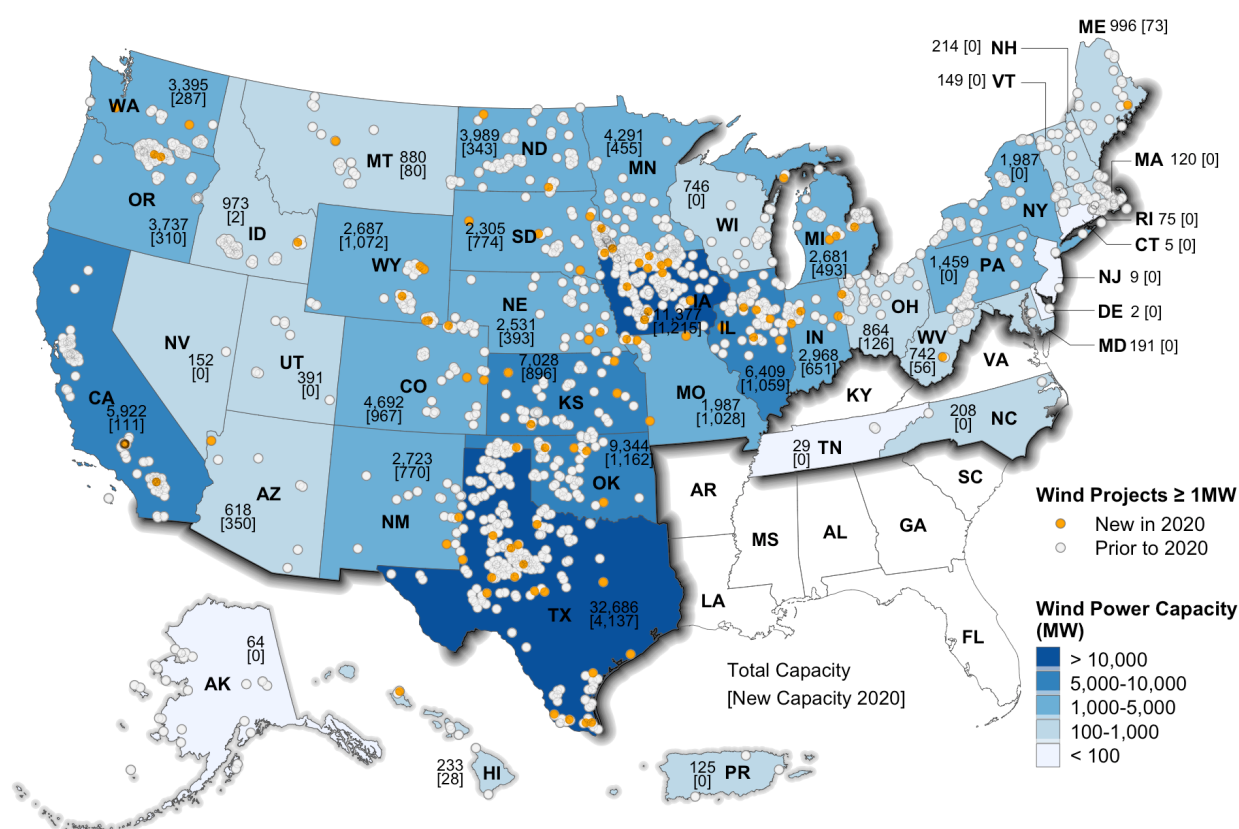 ME 996 [73]
214 [0] NH
149 [0] VT
3,395
[287]
WA
3,989
[343]
ND
4,291
[455]
MN
MT
880
[80]
1,987
[0]
MA 120 [0]
OR
3,737
[310]
973
[2]
ID
2,687
[1,072]
WY
2,305
[774]
SD
746
[0]
WI
MI
2,681
[493]
NY
RI 75 [0]
CT 5 [0]
1,459
[0]
PA
NJ 9 [0]
NE
2,531
[393]
IA
11,377
[1,215]
IL
6,409
[1,059]
IN
2,968
[651]
OH
864
[126]
WV
742
[56]
DE 2 [0]
MD 191 [0]
VA
NV
152
[0]
UT
391
[0]
CO
4,692
[967]
7,028
[896]
KS
MO
1,987
[1,028]
KY
CA
5,922
[111]
208
[0]
NC
29
[0]
TN
2,723
[770]
NM
9,344
[1,162]
OK
AZ
618
[350]
AR
SC
MS
AL
GA
LA
TX
32,686
[4,137]
FL
64
[0]
AK
233
[28]
HI
125
[0]
PR
Total Capacity
[New Capacity 2020]
Wind Projects ≥ 1MW
New in 2020
Prior to 2020
Wind Power Capacity
(MW)
> 10,000
5,000-10,000
1,000-5,000
100-1,000
< 100